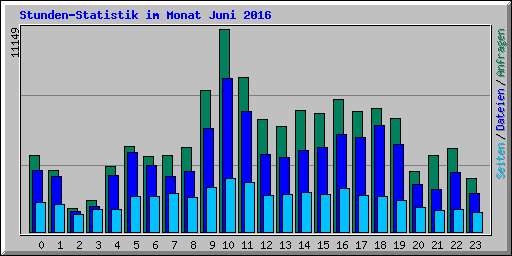 Stunden-Statistik im Monat Juni 2016
11149
Seiten / Dateien / Anfragen
0 1 2 3 4 5 6 7 8 9 10 11 12 13 14 15 16 17 18 19 20 21 22 23